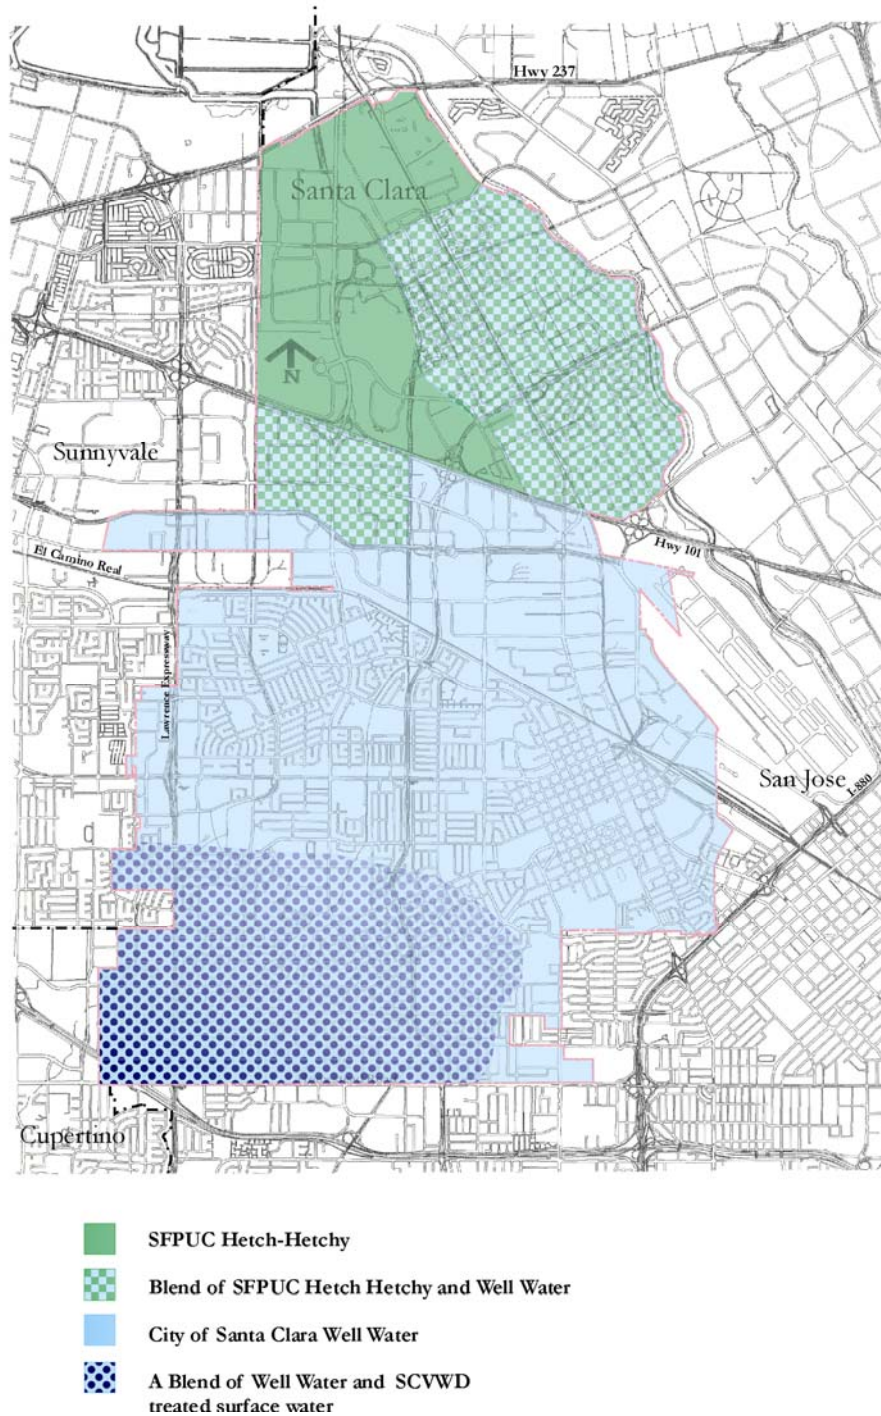 Hwy 237
Santa Clara
N
Sunnyvale
El Camino Real
Hwy 101
Lawrence Expressway
San Jose
I-880
Cupertino
SFPUC Hetch-Hetchy
Blend of SFPUC Hetch Hetchy and Well Water
City of Santa Clara Well Water
A Blend of Well Water and SCVWD
treated surface water